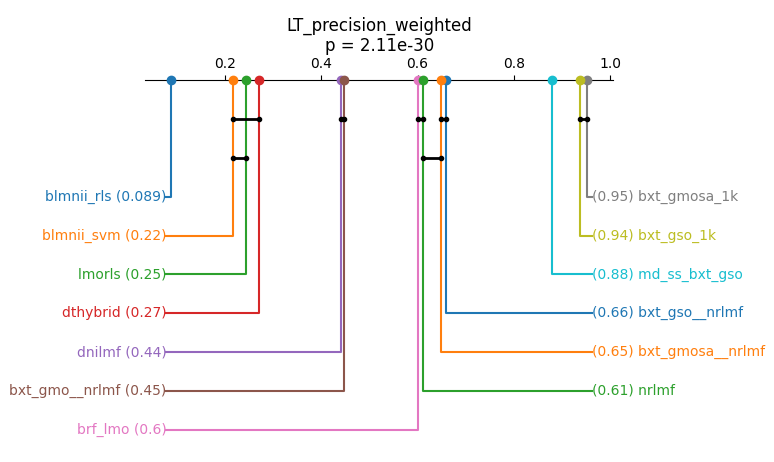 LT_precision_weighted
p = 2.11e-30
0.2 0.4 0.6 0.8 1.0
blmnii_rls (0.089) (0.95) bxt_gmosa_1k
blmnii_svm (0.22) (0.94) bxt_gso_1k
lmorls (0.25) (0.88) md_ss_bxt_gso
dthybrid (0.27) (0.66) bxt_gso__nrlmf
dnilmf (0.44) (0.65) bxt_gmosa__nrlmf
bxt_gmo__nrlmf (0.45) (0.61) nrlmf
brf_lmo (0.6)